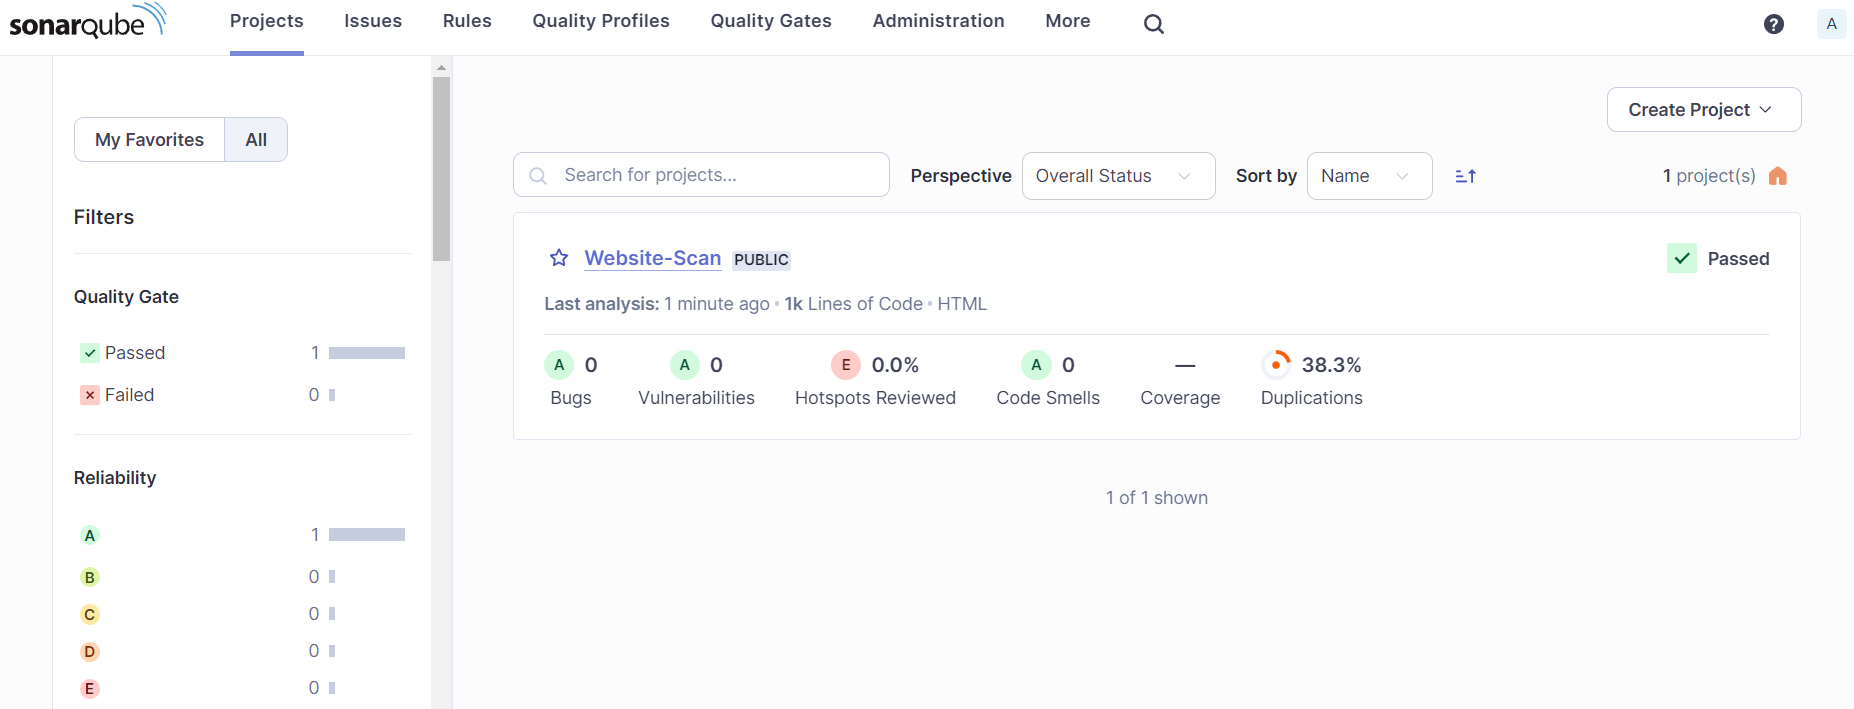 sonarqube Projects Issues Rules Quality Profiles Quality Gates Administration More ? A
My Favorites All
Filters
Quality Gate
Passed 1
Failed 0
Reliability
A 1
B 0
C 0
D 0
E 0
Create Project
Search for projects... Perspective Overall Status Sort by Name 1 project(s)
Website-Scan PUBLIC Passed
Last analysis: 1 minute ago • 1k Lines of Code • HTML
A 0 A 0 E 0.0% A 0 — 38.3%
Bugs Vulnerabilities Hotspots Reviewed Code Smells Coverage Duplications
1 of 1 shown